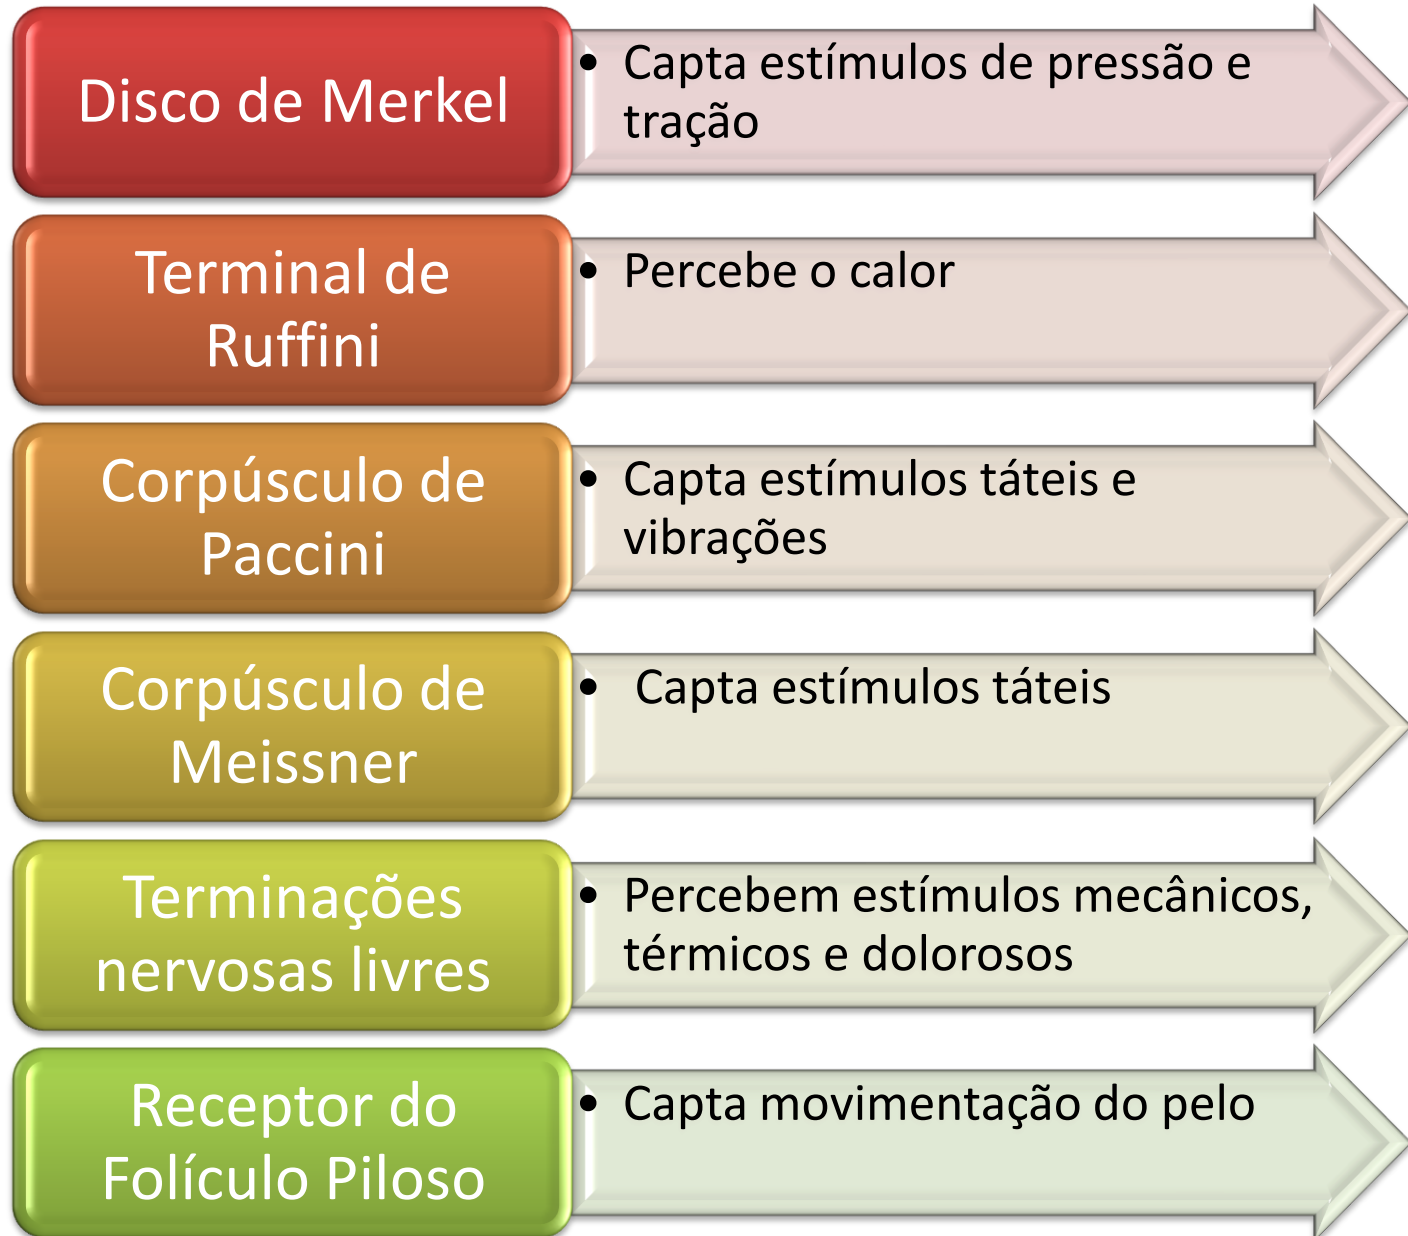 Disco de Merkel
• Capta estímulos de pressão e
tração
Terminal de
Ruffini
• Percebe o calor
Corpúsculo de
Paccini
• Capta estímulos táteis e
vibrações
Corpúsculo de
Meissner
• Capta estímulos táteis
Terminações
nervosas livres
• Percebem estímulos mecânicos,
térmicos e dolorosos
Receptor do
Folículo Piloso
• Capta movimentação do pelo